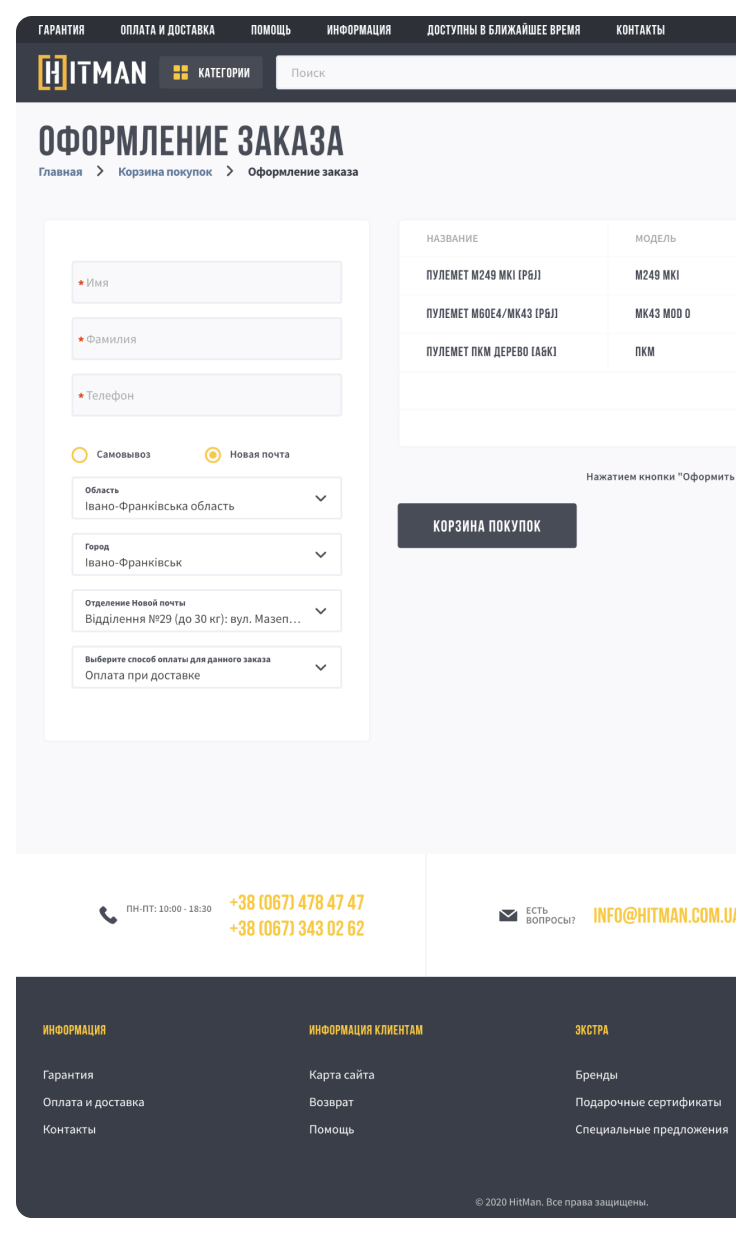 ГАРАНТИЯ ОПЛАТА И ДОСТАВКА ПОМОЩЬ ИНФОРМАЦИЯ ДОСТУПНЫ В БЛИЖАЙШЕЕ ВРЕМЯ КОНТАКТЫ
HITMAN КАТЕГОРИИ Поиск
ОФОРМЛЕНИЕ ЗАКАЗА
Главная > Корзина покупок > Оформление заказа
* Имя
* Фамилия
* Телефон
Самовывоз Новая почта
Область
Івано-Франківська область
Город
Івано-Франківськ
Отделение Новой почты
Відділення №29 (до 30 кг): вул. Мазеп...
Выберите способ оплаты для данного заказа
Оплата при доставке
НАЗВАНИЕ МОДЕЛЬ
ПУЛЕМЕТ M249 MKI [P&J] M249 MKI
ПУЛЕМЕТ M60E4/MK43 [P&J] MK43 MOD 0
ПУЛЕМЕТ ПКМ ДЕРЕВО [A&K] ПКМ
Нажатием кнопки "Оформить
КОРЗИНА ПОКУПОК
ПН-ПТ: 10:00 - 18:30
+38 (067) 478 47 47
+38 (067) 343 02 62
ЕСТЬ
ВОПРОСЫ?
INFO@HITMAN.COM.UA
ИНФОРМАЦИЯ
Гарантия
Оплата и доставка
Контакты
ИНФОРМАЦИЯ КЛИЕНТАМ
Карта сайта
Возврат
Помощь
ЭКСТРА
Бренды
Подарочные сертификаты
Специальные предложения
© 2020 HitMan. Все права защищены.